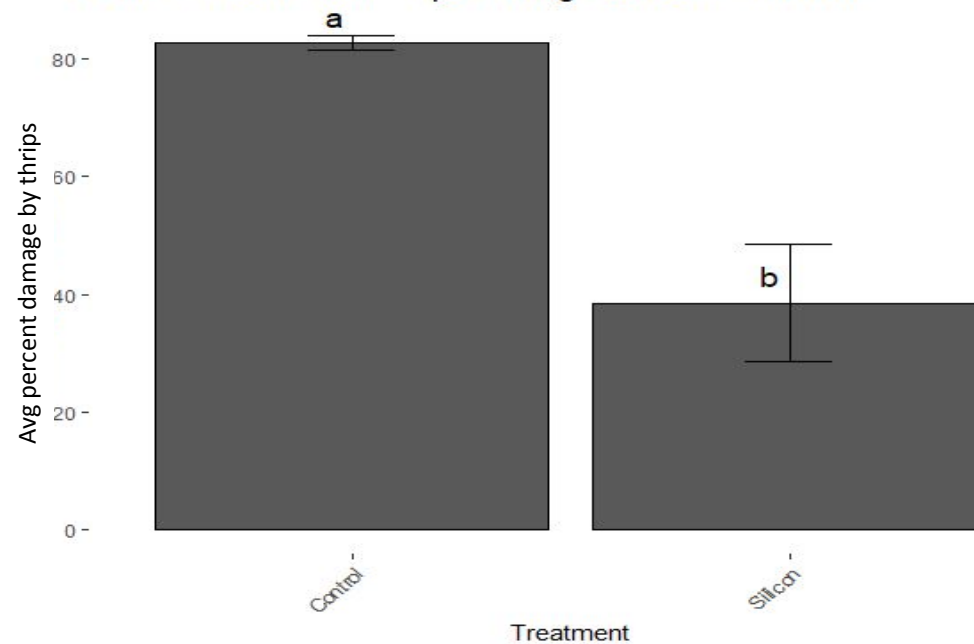 a
80
60
40
20
0
b
Avg percent damage by thrips
Control
Silicon
Treatment